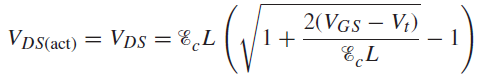 V_{DS(act)} = V_{DS} = ℰ_c L ( √(1 + 2(V_{GS} − V_t) / ℰ_c L) − 1 )